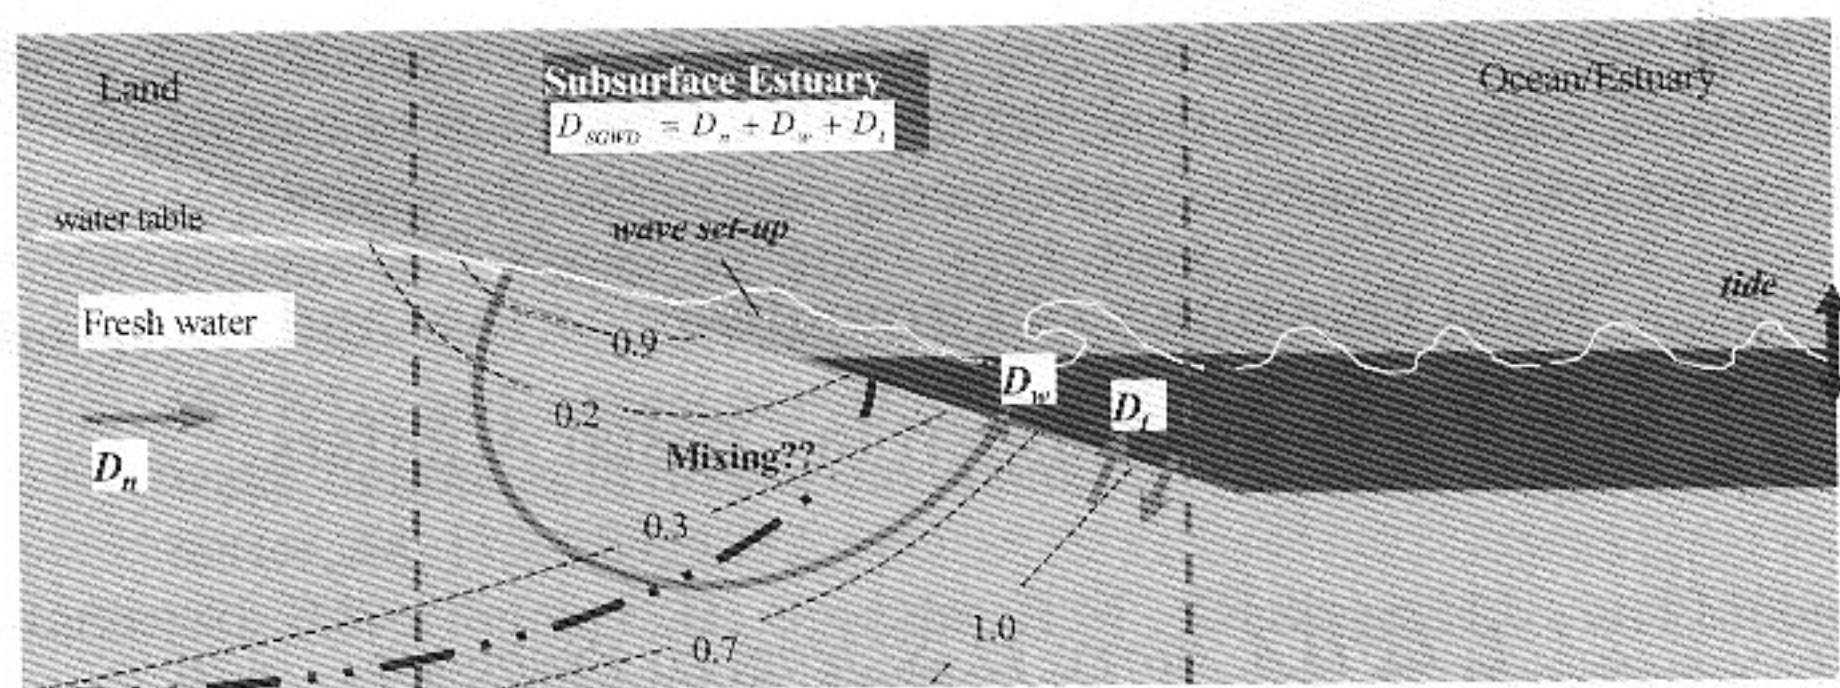 Land
Subsurface Estuary
Ocean/Estuary
D_SGWD = D_n + D_w + D_t
water table
wave set-up
tide
Fresh water
0.9
D_w
D_t
0.2
D_n
Mixing??
0.3
1.0
0.7